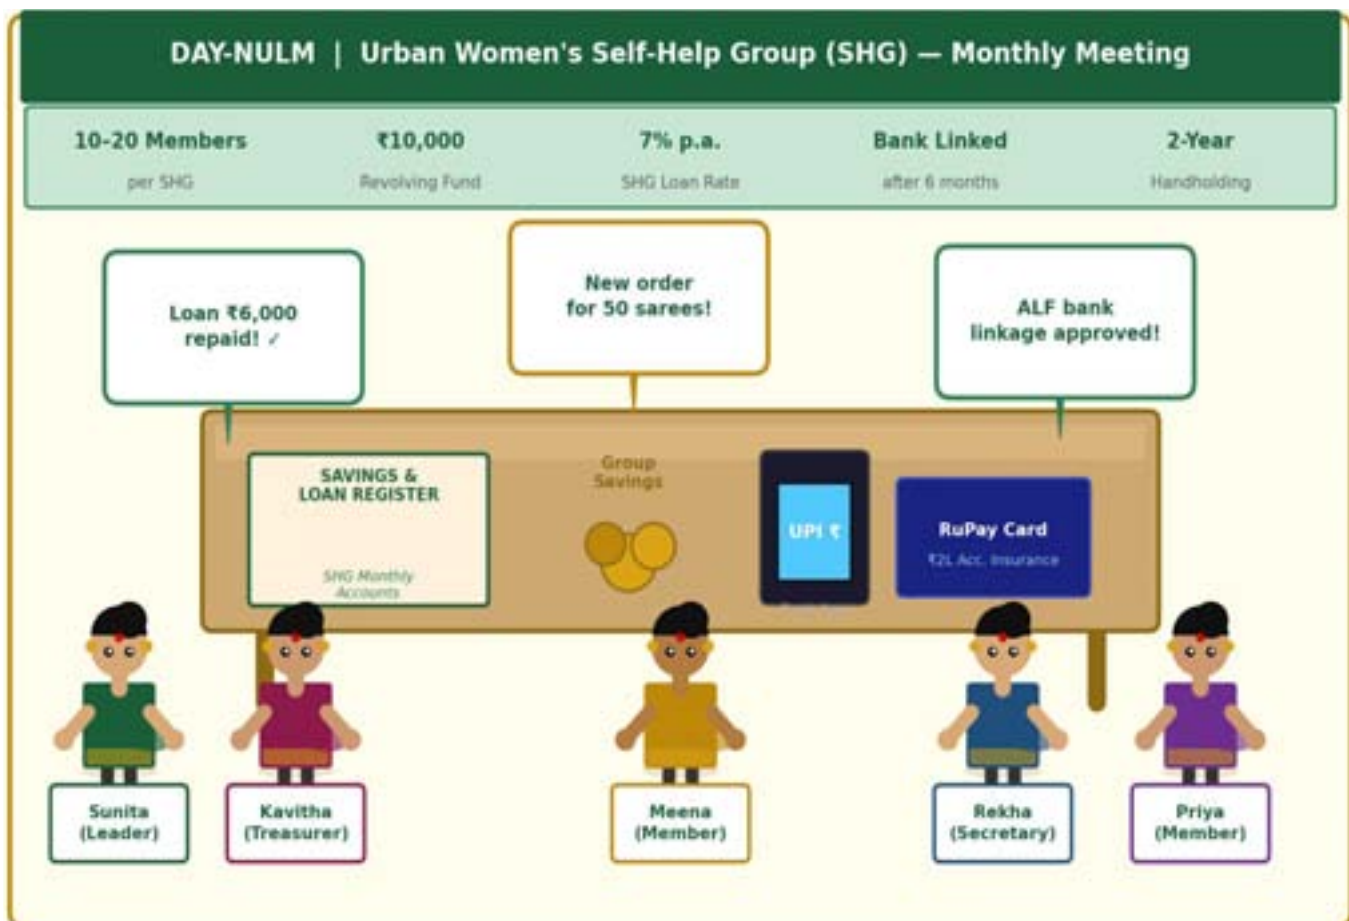 DAY-NULM | Urban Women's Self-Help Group (SHG) — Monthly Meeting
10-20 Members
per SHG
₹10,000
Revolving Fund
7% p.a.
SHG Loan Rate
Bank Linked
after 6 months
2-Year
Handholding
Loan ₹6,000
repaid! ✓
New order
for 50 sarees!
ALF bank
linkage approved!
SAVINGS &
LOAN REGISTER
SHG Monthly
Accounts
Group
Savings
UPI ₹
RuPay Card
₹2L Acc. Insurance
Sunita
(Leader)
Kavitha
(Treasurer)
Meena
(Member)
Rekha
(Secretary)
Priya
(Member)